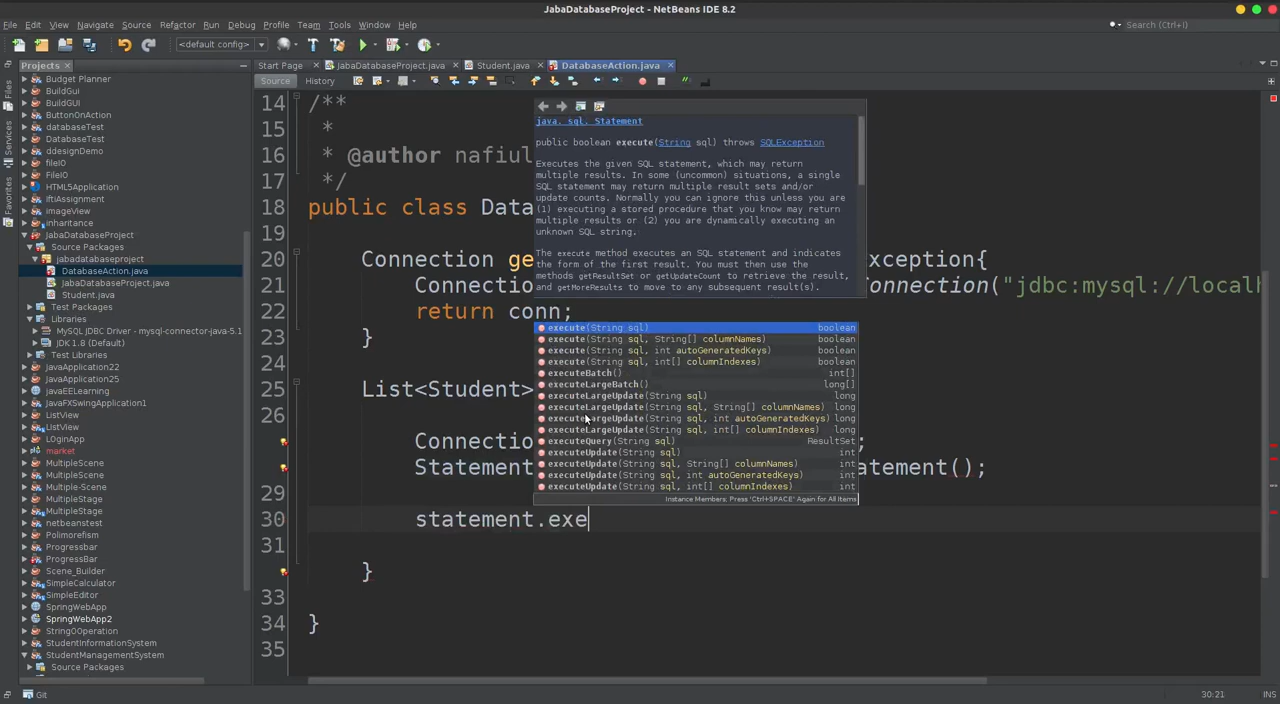 JabaDatabaseProject - NetBeans IDE 8.2
File Edit View Navigate Source Refactor Run Debug Profile Team Tools Window Help
Search (Ctrl+I)
<default config>
Projects
Start Page
JabaDatabaseProject.java
Student.java
DatabaseAction.java
Source History
Files
Services
Favorites
Budget Planner
BuildGui
BuildGUI
ButtonOnAction
databaseTest
DatabaseTest
ddesignDemo
fileIO
FileIO
HTML5Application
IftiAssignment
imageView
inharitance
JabaDatabaseProject
Source Packages
jabadatabaseproject
DatabaseAction.java
JabaDatabaseProject.java
Student.java
Test Packages
Libraries
MySQL JDBC Driver - mysql-connector-java-5.1
JDK 1.8 (Default)
Test Libraries
JavaApplication22
JavaApplication25
javaEELearning
JavaFXSwingApplication1
ListView
LIstView
LOginApp
market
MultipleScene
MultipleScene
Multiple-Scene
MultipleStage
MultipleStage
netbeanstest
Polimorefism
Progressbar
ProgressBar
Scene_Builder
SimpleCalculator
SimpleEditor
SpringWebApp
SpringWebApp2
StringOOperation
StudentInformationSystem
StudentManagementSystem
Source Packages
14 /**
15 *
16 * @author nafiul
17 */
18 public class Data
19
20 Connection ge
xception{
21 Connection
Connection("jdbc:mysql://localh
22 return conn;
23 }
24
25 List<Student>
26
Connectio
;
Statement
atement();
29
30 statement.exe
31
}
33
34 }
35
java.sql.Statement
public boolean execute(String sql) throws SQLException
Executes the given SQL statement, which may return
multiple results. In some (uncommon) situations, a single
SQL statement may return multiple result sets and/or
update counts. Normally you can ignore this unless you are
(1) executing a stored procedure that you know may return
multiple results or (2) you are dynamically executing an
unknown SQL string.
The execute method executes an SQL statement and indicates
the form of the first result. You must then use the
methods getResultSet or getUpdateCount to retrieve the result,
and getMoreResults to move to any subsequent result(s).
execute(String sql) boolean
execute(String sql, String[] columnNames) boolean
execute(String sql, int autoGeneratedKeys) boolean
execute(String sql, int[] columnIndexes) boolean
executeBatch() int[]
executeLargeBatch() long[]
executeLargeUpdate(String sql) long
executeLargeUpdate(String sql, String[] columnNames) long
executeLargeUpdate(String sql, int autoGeneratedKeys) long
executeLargeUpdate(String sql, int[] columnIndexes) long
executeQuery(String sql) ResultSet
executeUpdate(String sql) int
executeUpdate(String sql, String[] columnNames) int
executeUpdate(String sql, int autoGeneratedKeys) int
executeUpdate(String sql, int[] columnIndexes) int
Instance Members: Press 'Ctrl+SPACE' Again for All Items
Git
30:21 INS